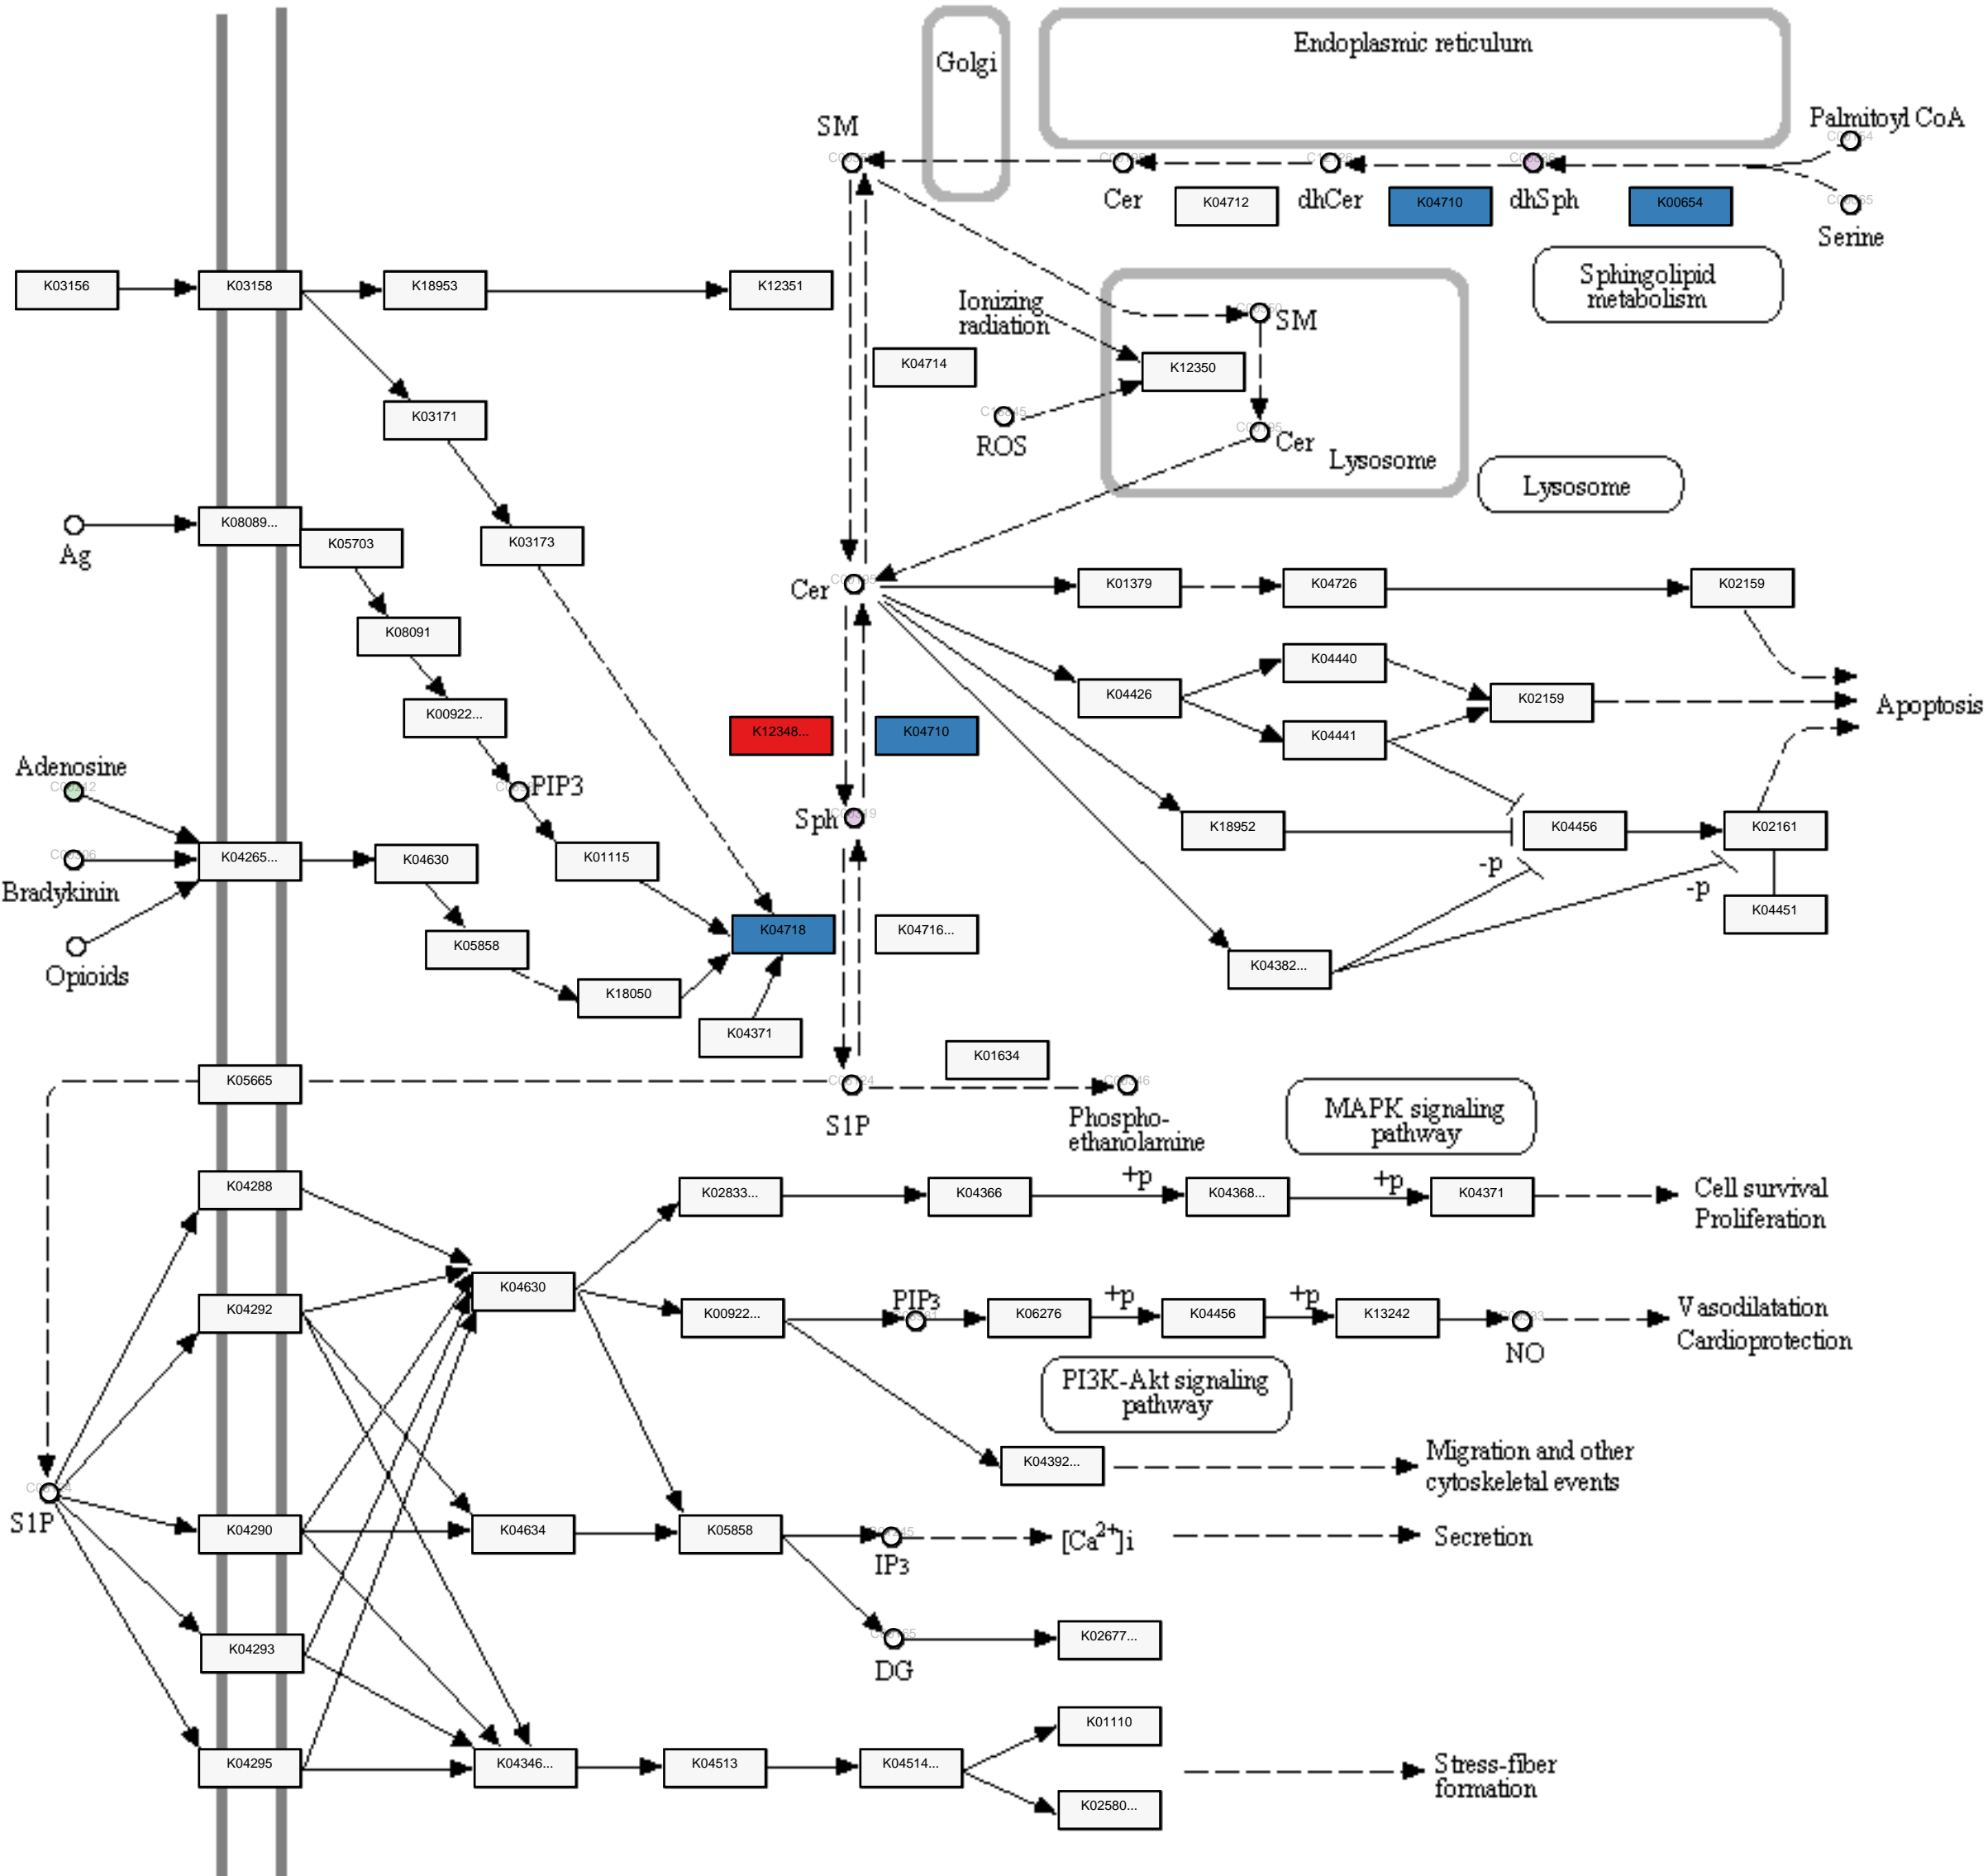 Golgi
Endoplasmic reticulum
SM
Palmitoyl CoA
Cer
K04712
dhCer
K04710
dhSph
K00654
Serine
Sphingolipid
metabolism
K03156
K03158
K18953
K12351
Ionizing
radiation
SM
K04714
K12350
K03171
ROS
Cer
Lysosome
Lysosome
K08089...
K05703
K03173
Ag
Cer
K01379
K04726
K02159
K08091
K04440
K04426
K02159
Apoptosis
K00922...
K12348...
K04710
K04441
Adenosine
PIP3
Sph
K18952
K04456
K02161
K04265...
K04630
K01115
Bradykinin
-p
-p
K04718
K04716...
K04451
K05858
Opioids
K04382...
K18050
K04371
K01634
K05665
S1P
Phospho-
ethanolamine
MAPK signaling
pathway
K04288
K02833...
K04366
+p
K04368...
+p
K04371
Cell survival
Proliferation
K04630
K04292
K00922...
PIP3
K06276
+p
K04456
+p
K13242
NO
Vasodilatation
Cardioprotection
PI3K-Akt signaling
pathway
K04392...
Migration and other
cytoskeletal events
S1P
K04290
K04634
K05858
IP3
[Ca2+]i
Secretion
K04293
DG
K02677...
K01110
K04295
K04346...
K04513
K04514...
Stress-fiber
formation
K02580...